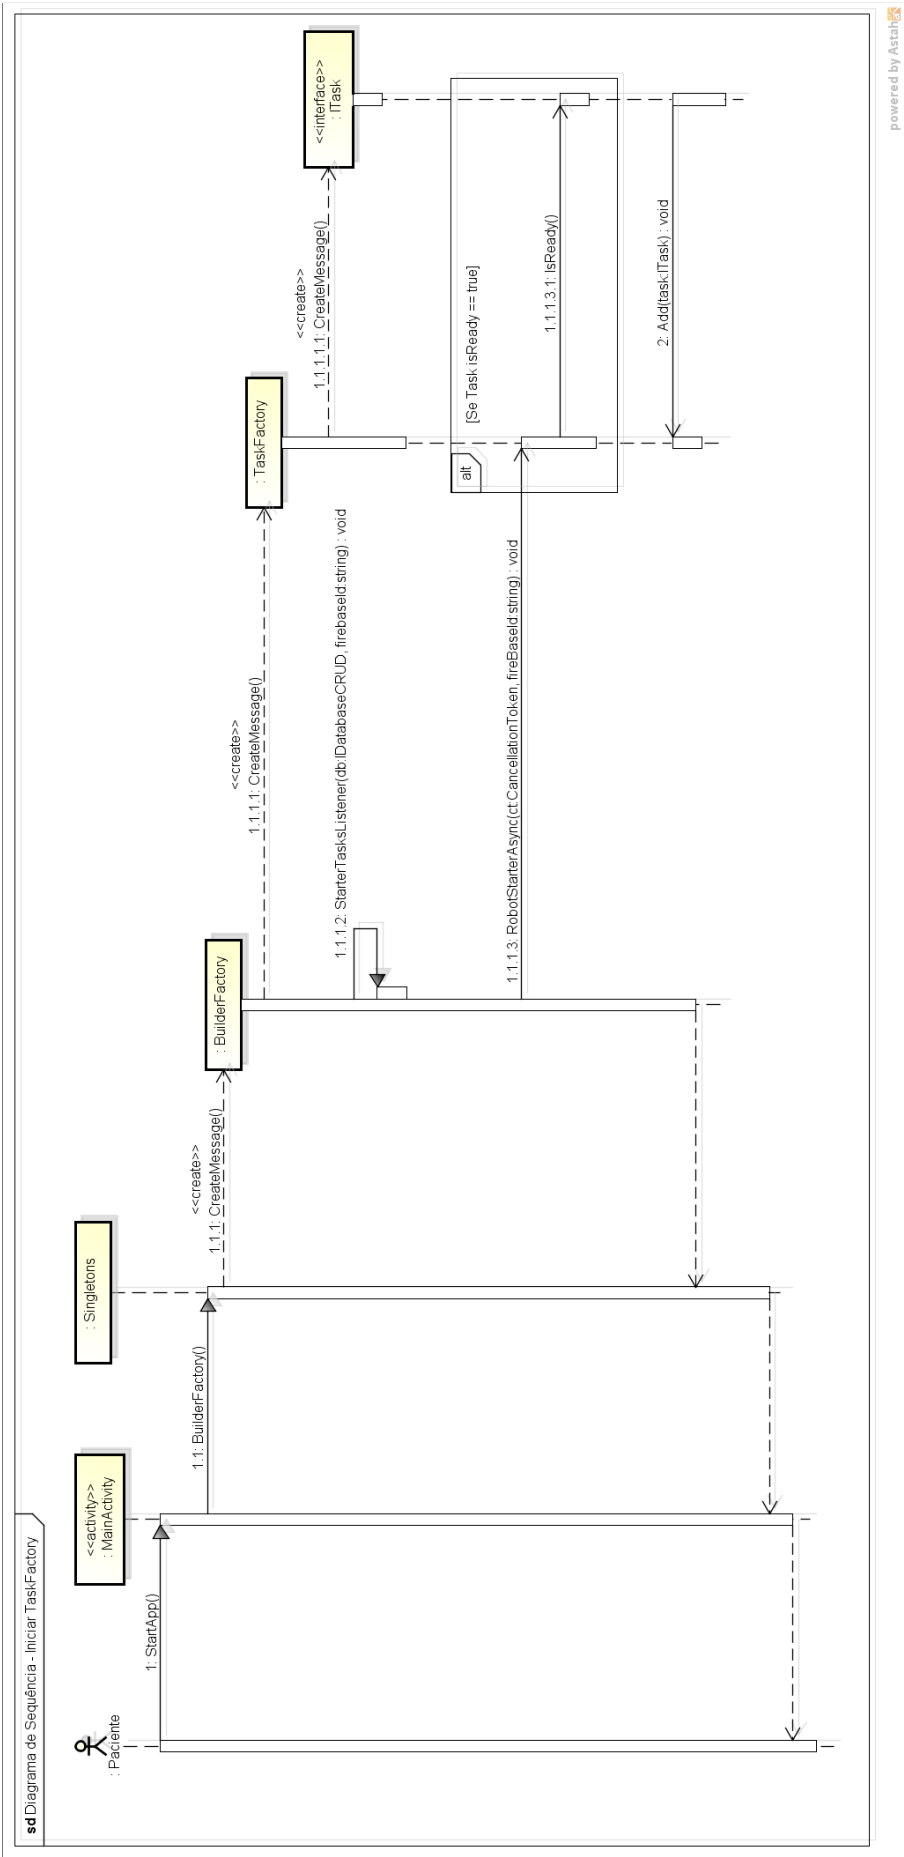 sd Diagrama de Sequência - Iniciar TaskFactory
: Paciente
<<activity>>
: MainActivity
: Singletons
: BuilderFactory
: TaskFactory
<<interface>>
: ITask
1: StartApp()
1.1: BuilderFactory()
<<create>>
1.1.1: CreateMessage()
<<create>>
1.1.1.1: CreateMessage()
<<create>>
1.1.1.1.1: CreateMessage()
1.1.1.2: StarterTasksListener(db:IDatabaseCRUD, firebaseId:string) : void
alt
[Se Task isReady == true]
1.1.1.3: RobotStarterAsync(ct:CancellationToken, fireBaseId:string) : void
1.1.1.3.1: IsReady()
2: Add(task:ITask) : void
powered by Astah